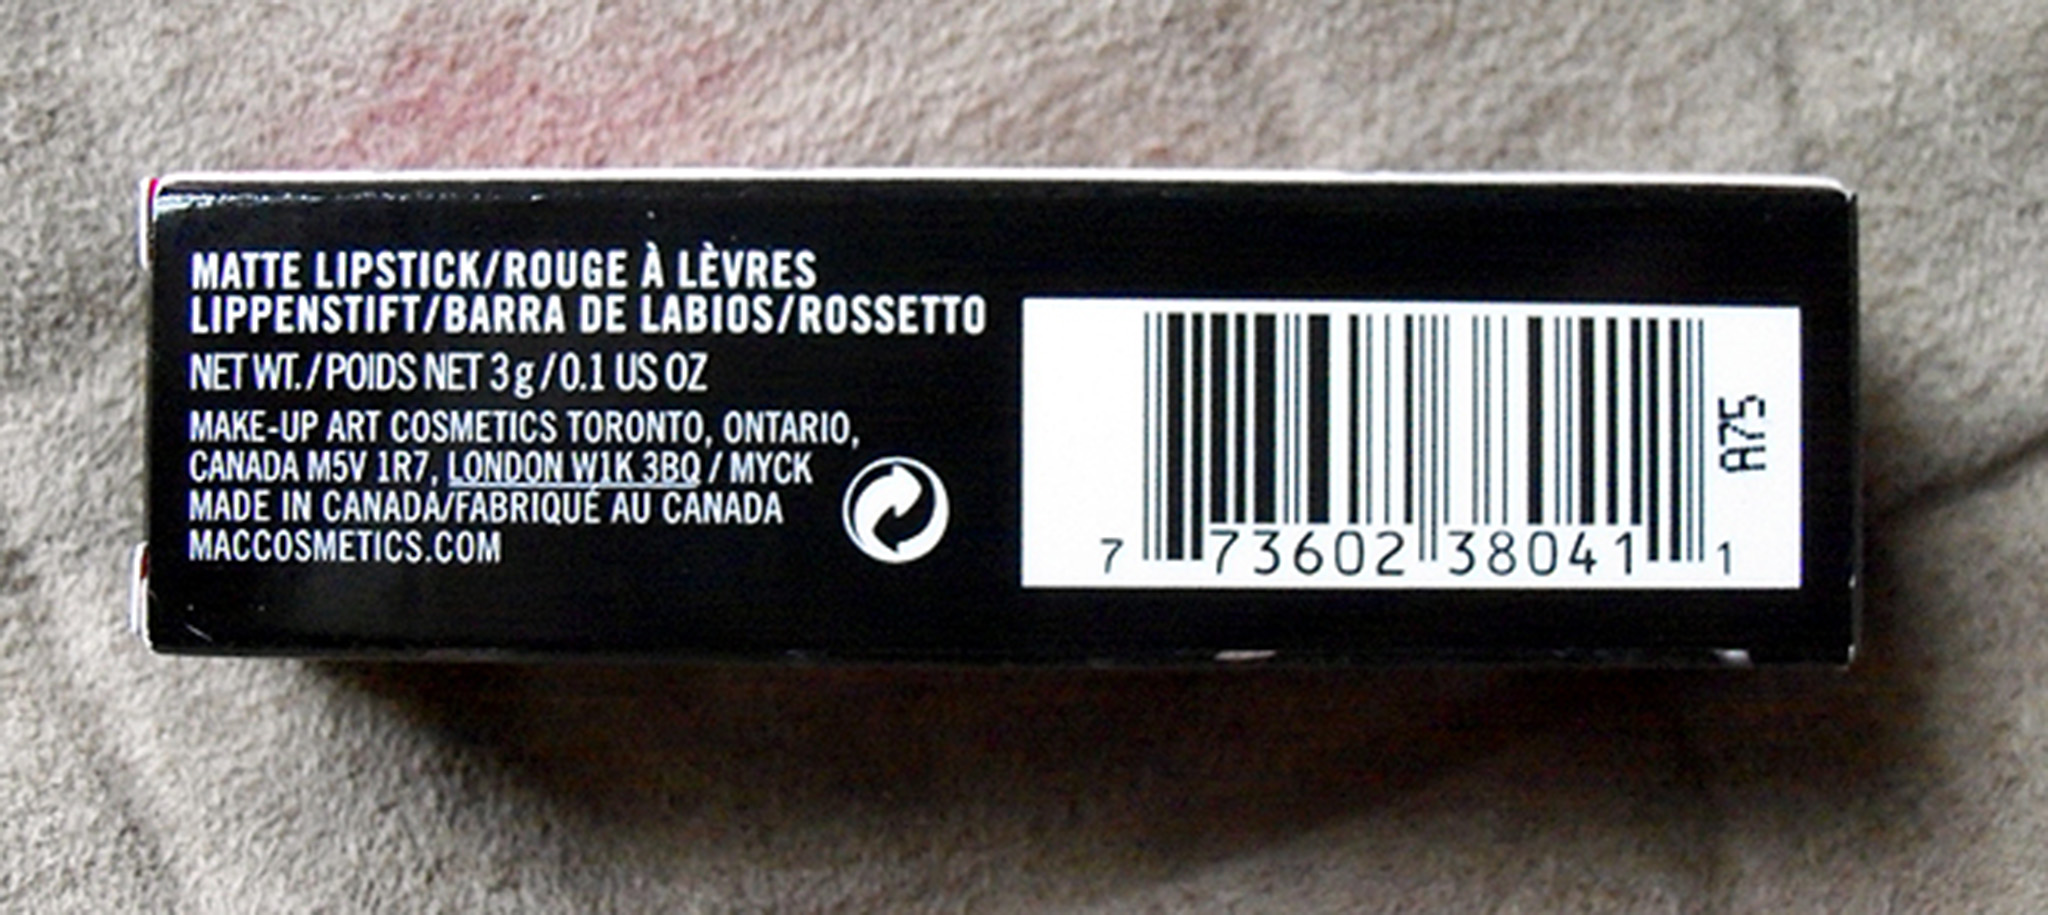 MATTE LIPSTICK/ROUGE À LÈVRES
LIPPENSTIFT/BARRA DE LABIOS/ROSSETTO
NET WT./POIDS NET 3g/0.1 US OZ
MAKE-UP ART COSMETICS TORONTO, ONTARIO,
CANADA M5V 1R7, LONDON W1K 3BQ / MYCK
MADE IN CANADA/FABRIQUÉ AU CANADA
MACCOSMETICS.COM
7 73602 38041 1
A75